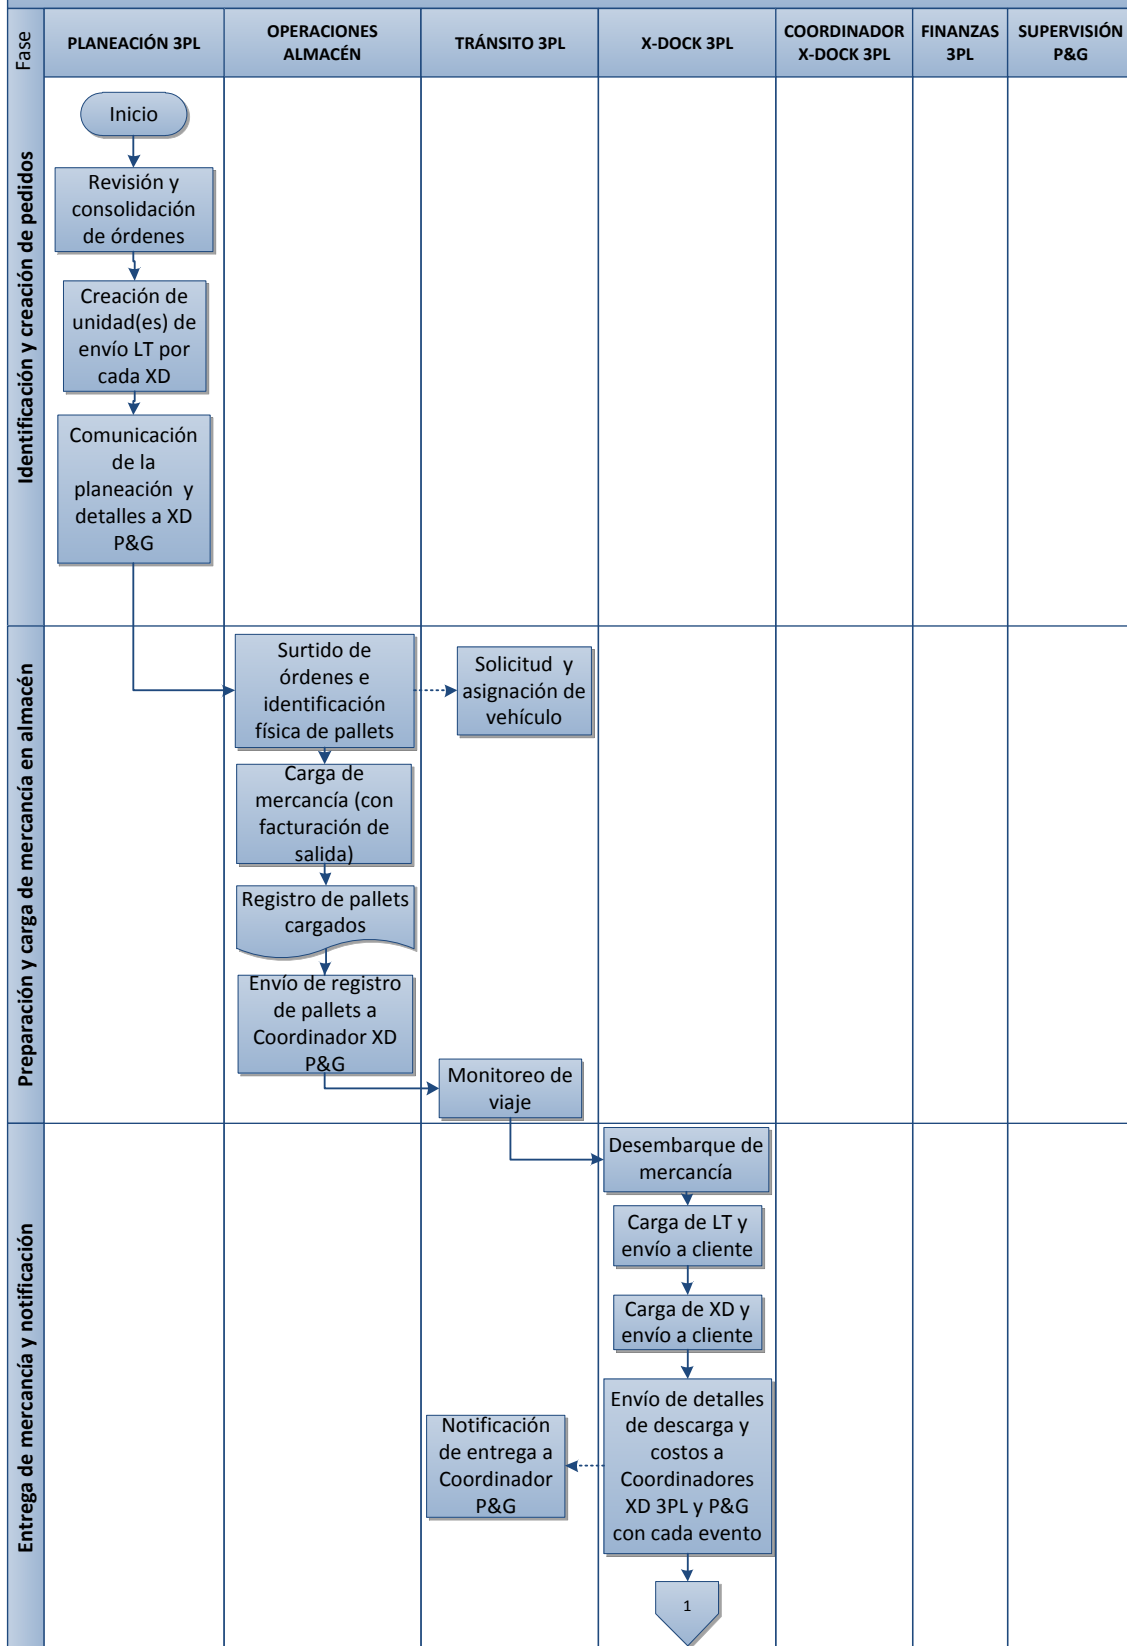 Fase
PLANEACIÓN 3PL
OPERACIONES
ALMACÉN
TRÁNSITO 3PL
X-DOCK 3PL
COORDINADOR
X-DOCK 3PL
FINANZAS
3PL
SUPERVISIÓN
P&G
Identificación y creación de pedidos
Inicio
Revisión y
consolidación
de órdenes
Creación de
unidad(es) de
envío LT por
cada XD
Comunicación
de la
planeación y
detalles a XD
P&G
Preparación y carga de mercancía en almacén
Surtido de
órdenes e
identificación
física de pallets
Solicitud y
asignación de
vehículo
Carga de
mercancía (con
facturación de
salida)
Registro de pallets
cargados
Envío de registro
de pallets a
Coordinador XD
P&G
Monitoreo de
viaje
Entrega de mercancía y notificación
Desembarque de
mercancía
Carga de LT y
envío a cliente
Carga de XD y
envío a cliente
Envío de detalles
de descarga y
costos a
Coordinadores
XD 3PL y P&G
con cada evento
Notificación
de entrega a
Coordinador
P&G
1